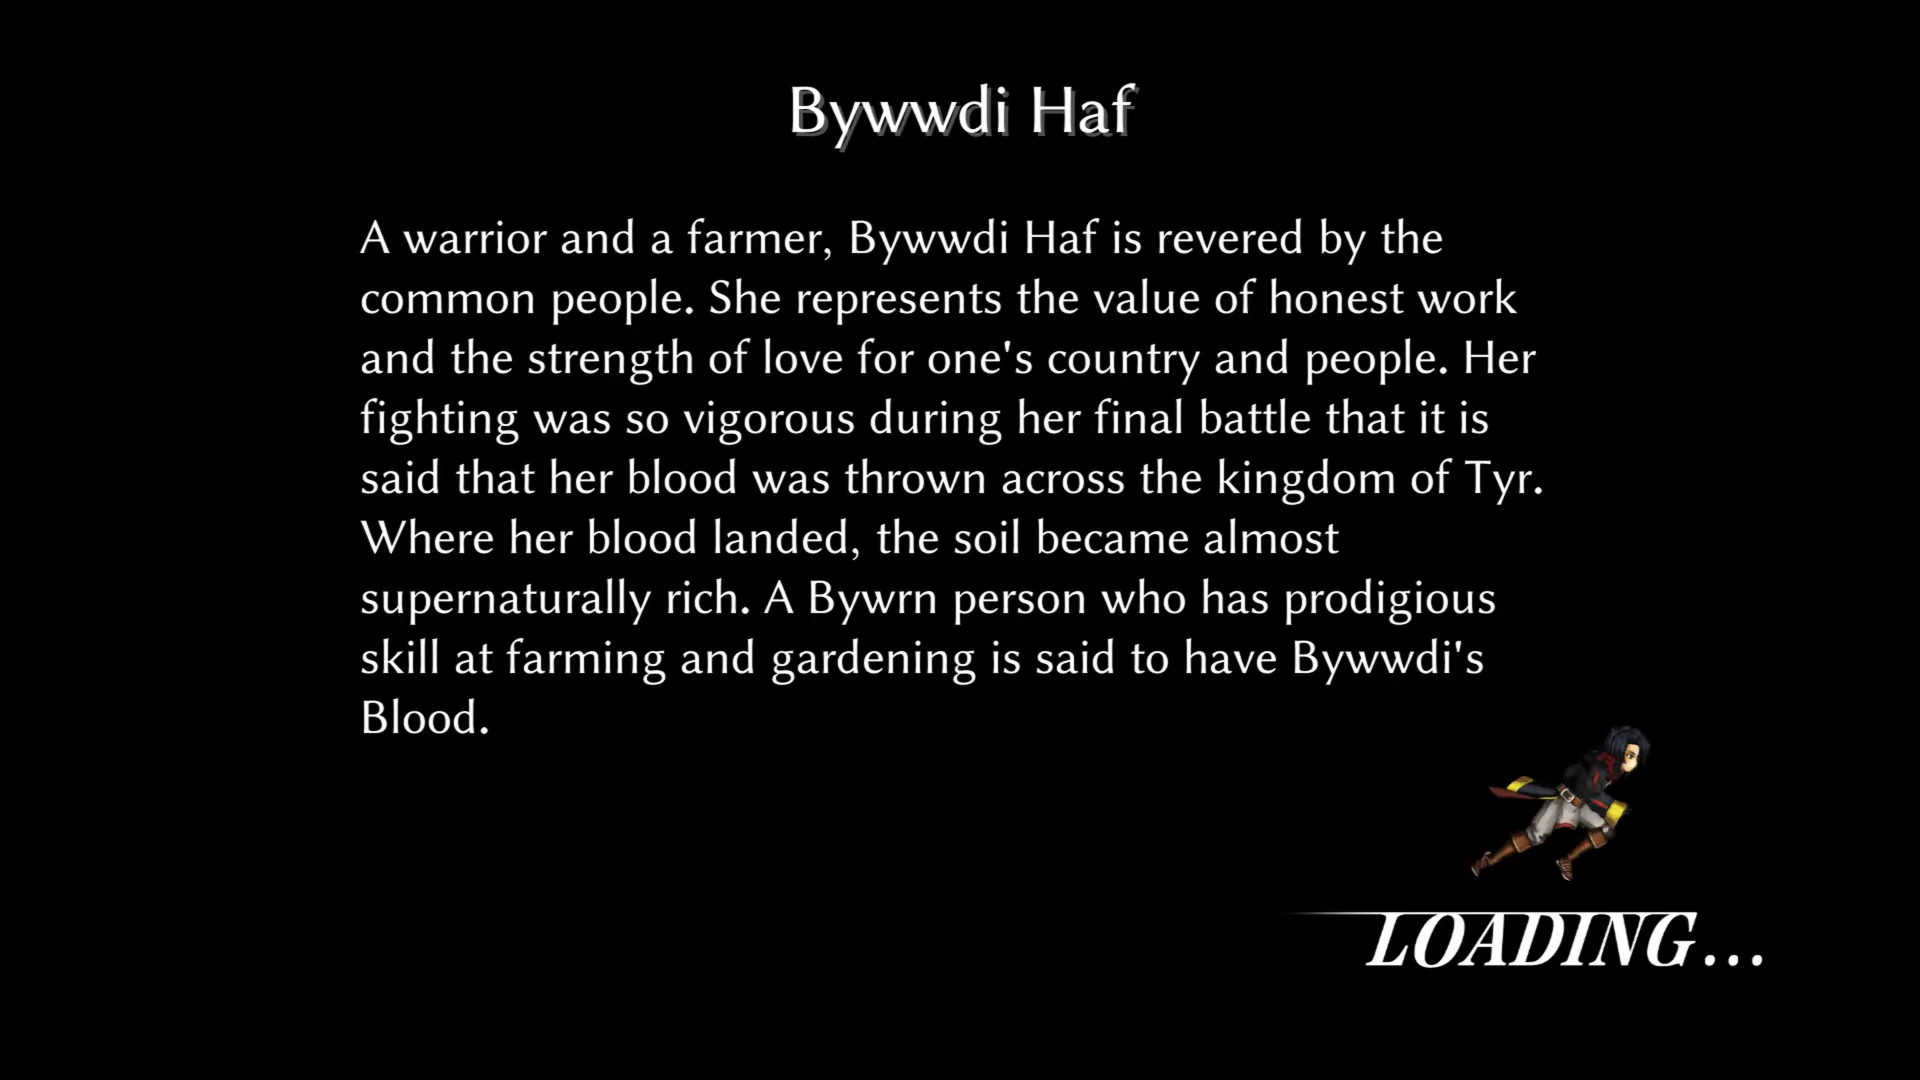 Bywwdi Haf
A warrior and a farmer, Bywwdi Haf is revered by the
common people. She represents the value of honest work
and the strength of love for one's country and people. Her
fighting was so vigorous during her final battle that it is
said that her blood was thrown across the kingdom of Tyr.
Where her blood landed, the soil became almost
supernaturally rich. A Bywrn person who has prodigious
skill at farming and gardening is said to have Bywwdi's
Blood.
LOADING...